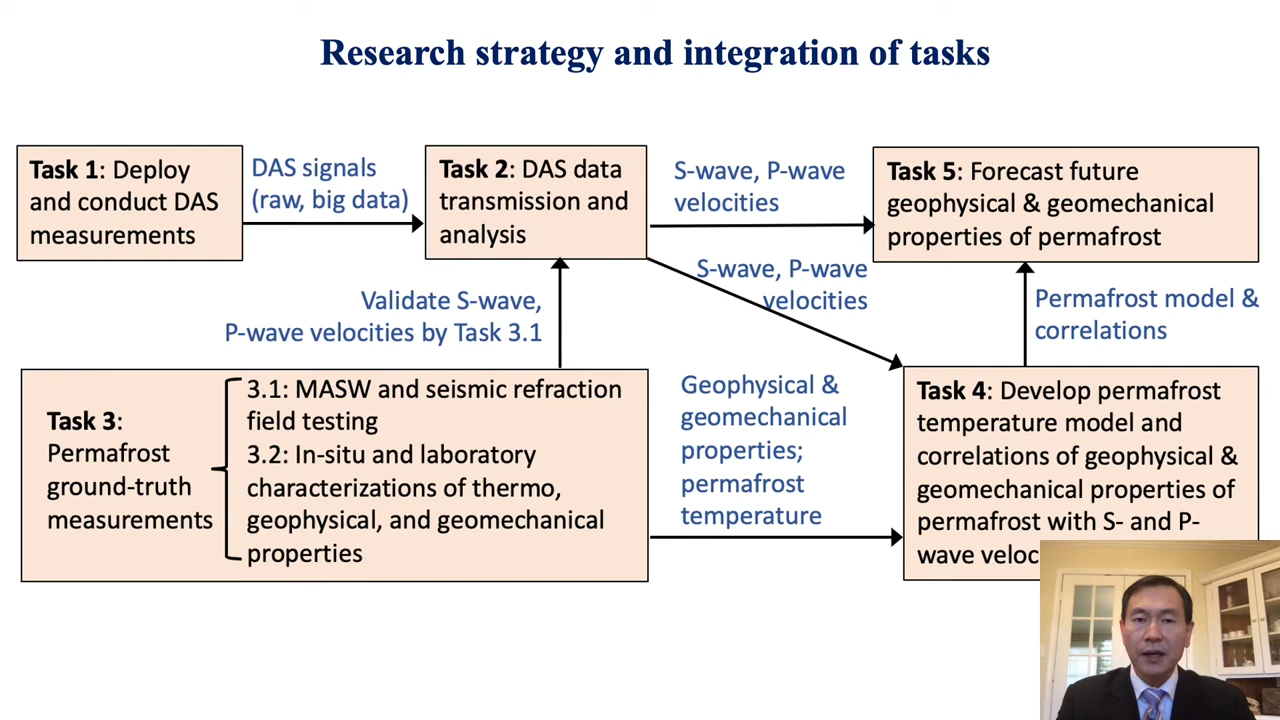 Research strategy and integration of tasks
Task 1: Deploy
and conduct DAS
measurements
DAS signals
(raw, big data)
Task 2: DAS data
transmission and
analysis
S-wave, P-wave
velocities
Task 5: Forecast future
geophysical & geomechanical
properties of permafrost
S-wave, P-wave
velocities
Validate S-wave,
P-wave velocities by Task 3.1
Permafrost model &
correlations
Task 3:
Permafrost
ground-truth
measurements
3.1: MASW and seismic refraction
field testing
3.2: In-situ and laboratory
characterizations of thermo,
geophysical, and geomechanical
properties
Geophysical &
geomechanical
properties;
permafrost
temperature
Task 4: Develop permafrost
temperature model and
correlations of geophysical &
geomechanical properties of
permafrost with S- and P-
wave